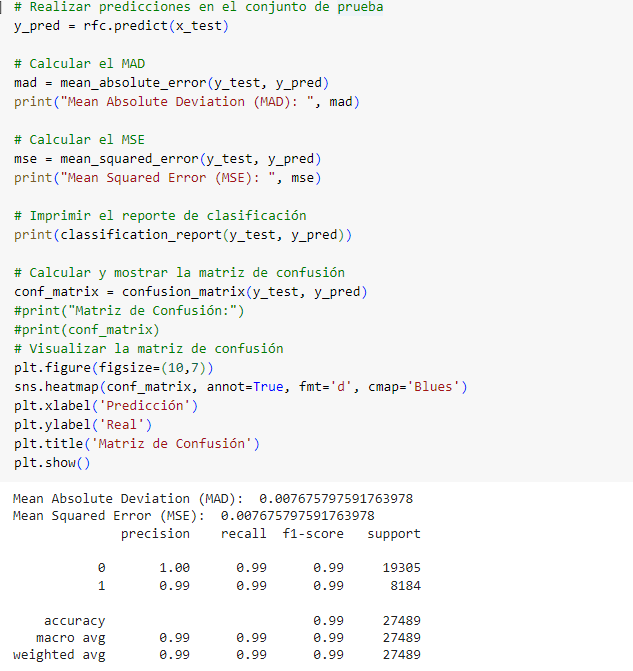 # Realizar predicciones en el conjunto de prueba
y_pred = rfc.predict(x_test)
# Calcular el MAD
mad = mean_absolute_error(y_test, y_pred)
print("Mean Absolute Deviation (MAD): ", mad)
# Calcular el MSE
mse = mean_squared_error(y_test, y_pred)
print("Mean Squared Error (MSE): ", mse)
# Imprimir el reporte de clasificación
print(classification_report(y_test, y_pred))
# Calcular y mostrar la matriz de confusión
conf_matrix = confusion_matrix(y_test, y_pred)
#print("Matriz de Confusión:")
#print(conf_matrix)
# Visualizar la matriz de confusión
plt.figure(figsize=(10,7))
sns.heatmap(conf_matrix, annot=True, fmt='d', cmap='Blues')
plt.xlabel('Predicción')
plt.ylabel('Real')
plt.title('Matriz de Confusión')
plt.show()
Mean Absolute Deviation (MAD):  0.007675797591763978
Mean Squared Error (MSE):  0.007675797591763978
precision recall f1-score support
0 1.00 0.99 0.99 19305
1 0.99 0.99 0.99 8184
accuracy 0.99 27489
macro avg 0.99 0.99 0.99 27489
weighted avg 0.99 0.99 0.99 27489